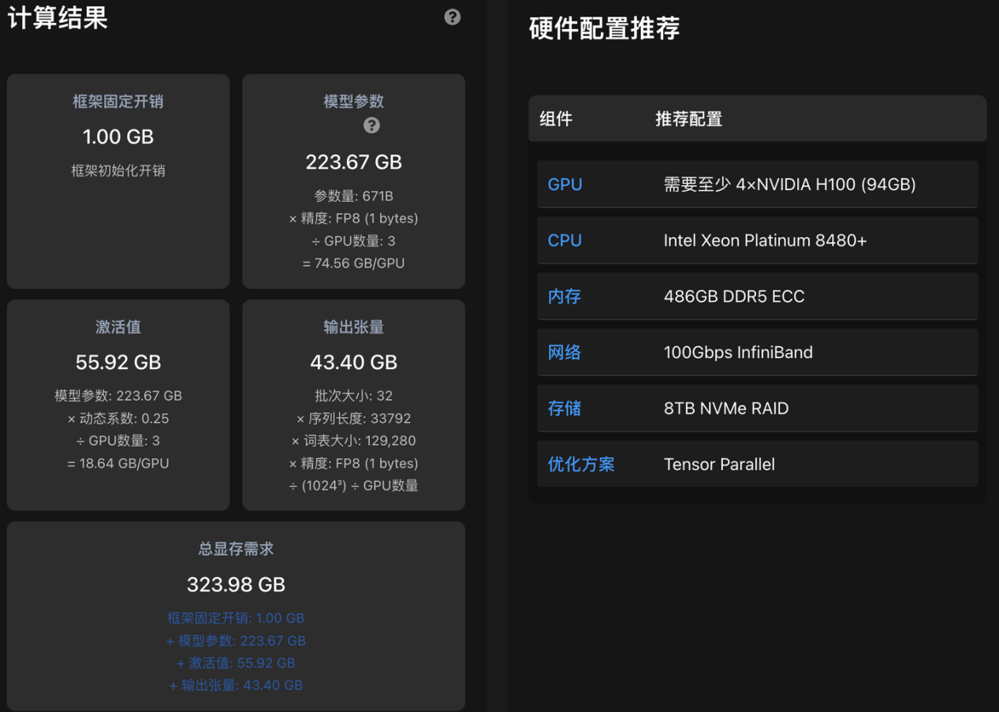 计算结果
框架固定开销
1.00 GB
框架初始化开销
模型参数
223.67 GB
参数量: 671B
× 精度: FP8 (1 bytes)
÷ GPU数量: 3
= 74.56 GB/GPU
激活值
55.92 GB
模型参数: 223.67 GB
× 动态系数: 0.25
÷ GPU数量: 3
= 18.64 GB/GPU
输出张量
43.40 GB
批次大小: 32
× 序列长度: 33792
× 词表大小: 129,280
× 精度: FP8 (1 bytes)
÷ (1024³) ÷ GPU数量
总显存需求
323.98 GB
框架固定开销: 1.00 GB
+ 模型参数: 223.67 GB
+ 激活值: 55.92 GB
+ 输出张量: 43.40 GB
硬件配置推荐
组件 推荐配置
GPU 需要至少 4×NVIDIA H100 (94GB)
CPU Intel Xeon Platinum 8480+
内存 486GB DDR5 ECC
网络 100Gbps InfiniBand
存储 8TB NVMe RAID
优化方案 Tensor Parallel